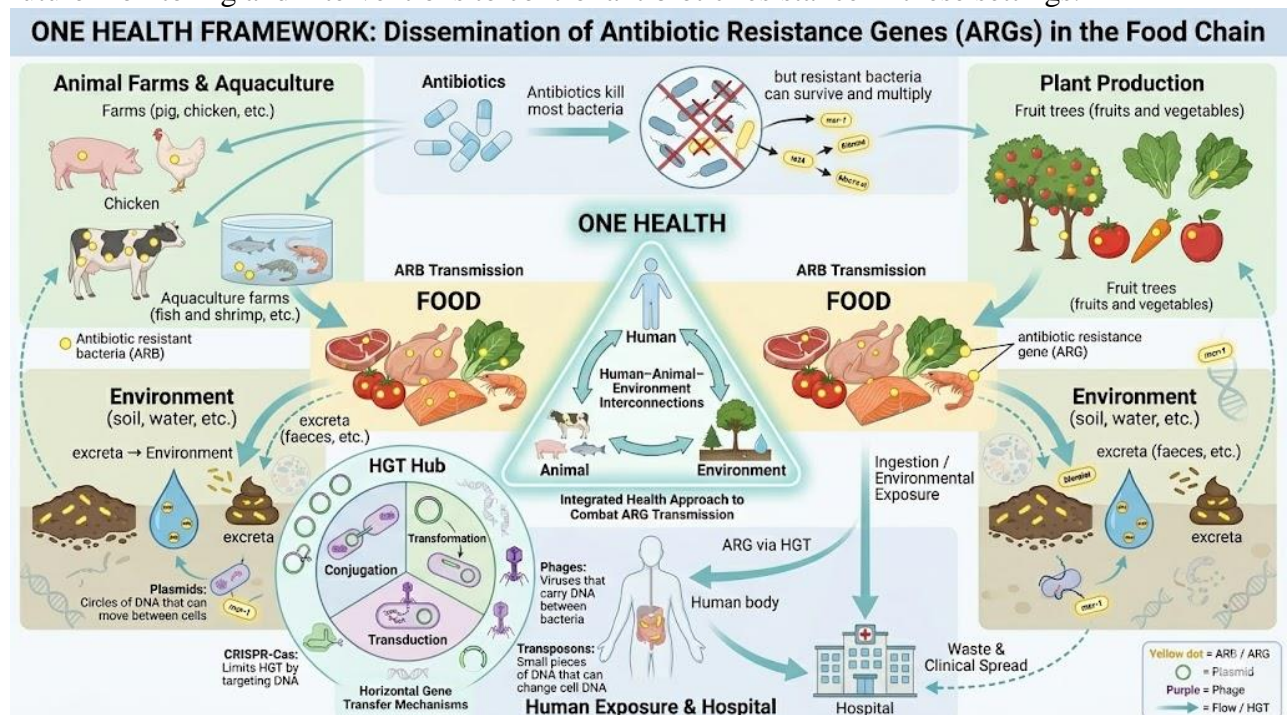 ONE HEALTH FRAMEWORK: Dissemination of Antibiotic Resistance Genes (ARGs) in the Food Chain
Animal Farms & Aquaculture
Farms (pig, chicken, etc.)
Chicken
Aquaculture farms
(fish and shrimp, etc.)
Antibiotic resistant
bacteria (ARB)
Antibiotics
Antibiotics kill
most bacteria
but resistant bacteria
can survive and multiply
Plant Production
Fruit trees (fruits and vegetables)
Fruit trees
(fruits and vegetables)
ARB Transmission
FOOD
ONE HEALTH
Human
Human–Animal–
Environment
Interconnections
Animal
Environment
Integrated Health Approach to
Combat ARG Transmission
ARB Transmission
FOOD
antibiotic resistance
gene (ARG)
Environment
(soil, water, etc.)
excreta → Environment
excreta
(faeces, etc.)
excreta
Plasmids:
Circles of DNA that can
move between cells
HGT Hub
Conjugation
Transformation
Transduction
CRISPR-Cas:
Limits HGT by
targeting DNA
Horizontal Gene
Transfer Mechanisms
Phages:
Viruses that
carry DNA
between
bacteria
Transposons:
Small pieces
of DNA that can
change cell DNA
ARG via HGT
Human body
Ingestion /
Environmental
Exposure
Human Exposure & Hospital
Hospital
Waste &
Clinical Spread
Environment
(soil, water, etc.)
excreta (faeces, etc.)
excreta
Yellow dot = ARB / ARG
= Plasmid
Purple = Phage
= Flow / HGT